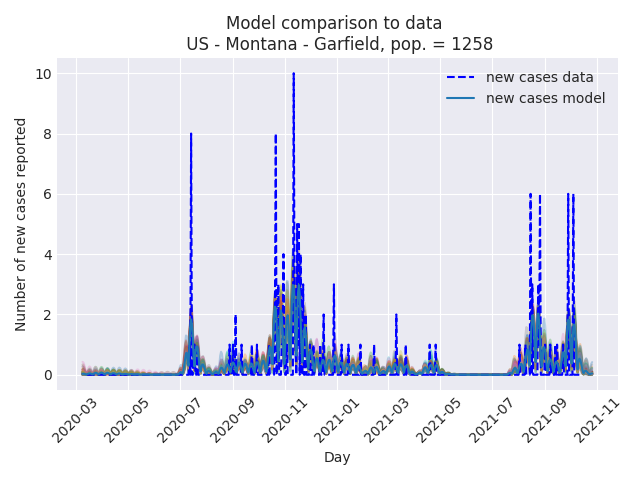 Model comparison to data
US - Montana - Garfield, pop. = 1258
new cases data
new cases model
Number of new cases reported
10
8
6
4
2
0
2020-03
2020-05
2020-07
2020-09
2020-11
2021-01
2021-03
2021-05
2021-07
2021-09
2021-11
Day